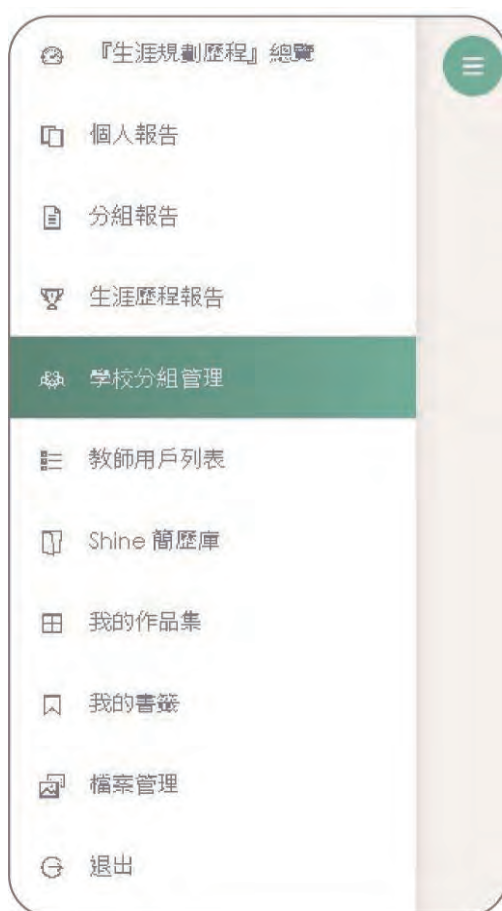 『生涯規劃歷程』總覽
個人報告
分組報告
生涯歷程報告
學校分組管理
教師用戶列表
Shine 簡歷庫
我的作品集
我的書籤
檔案管理
退出